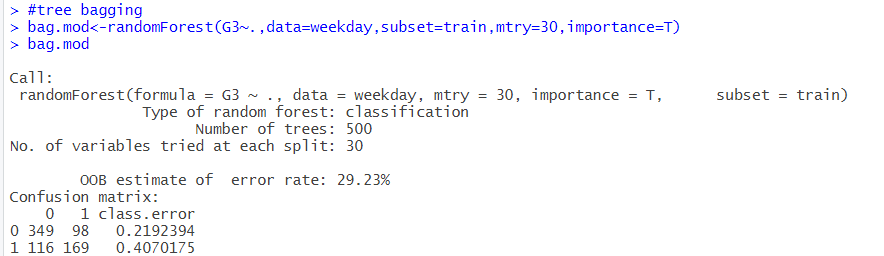 > #tree bagging
> bag.mod<-randomForest(G3~.,data=weekday,subset=train,mtry=30,importance=T)
> bag.mod
Call:
randomForest(formula = G3 ~ ., data = weekday, mtry = 30, importance = T,      subset = train)
Type of random forest: classification
Number of trees: 500
No. of variables tried at each split: 30
OOB estimate of  error rate: 29.23%
Confusion matrix:
0   1 class.error
0 349  98   0.2192394
1 116 169   0.4070175